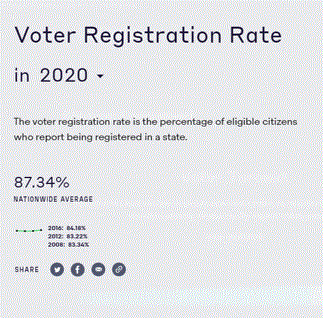 Voter Registration Rate
in 2020
The voter registration rate is the percentage of eligible citizens
who report being registered in a state.
87.34%
NATIONWIDE AVERAGE
2016: 84.18%
2012: 83.22%
2008: 83.34%
SHARE